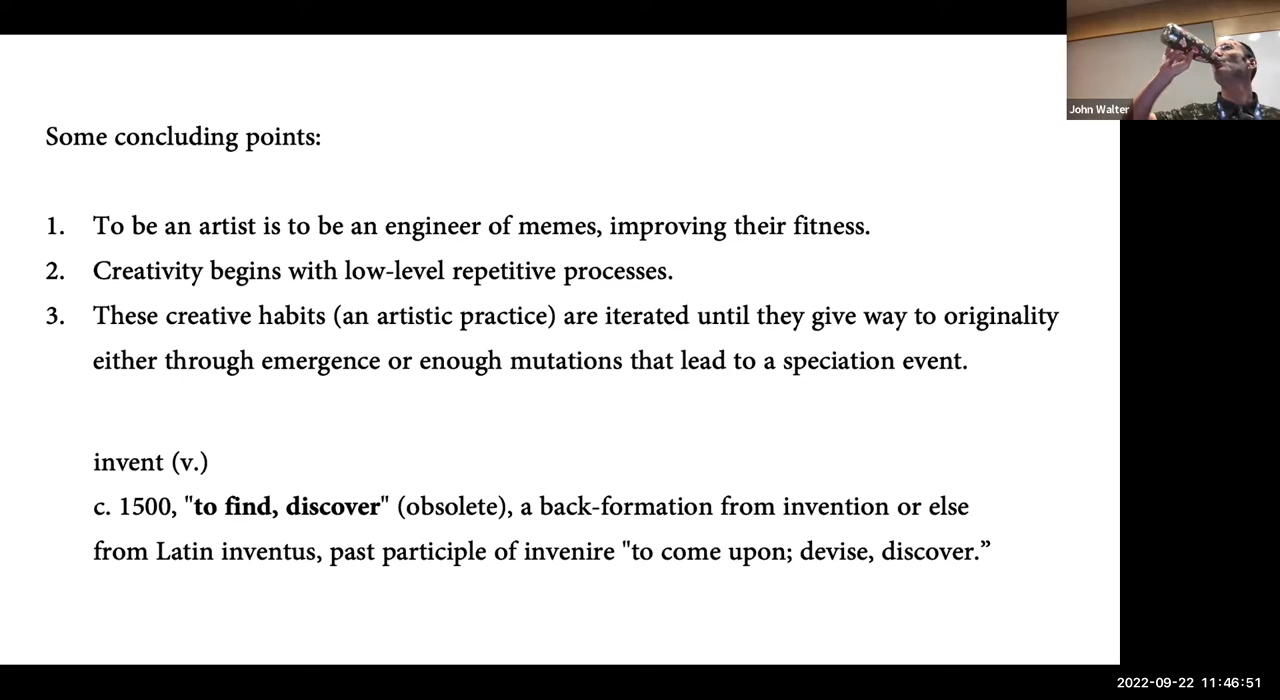 John Walter
Some concluding points:
1. To be an artist is to be an engineer of memes, improving their fitness.
2. Creativity begins with low-level repetitive processes.
3. These creative habits (an artistic practice) are iterated until they give way to originality
either through emergence or enough mutations that lead to a speciation event.
invent (v.)
c. 1500, "to find, discover" (obsolete), a back-formation from invention or else
from Latin inventus, past participle of invenire "to come upon; devise, discover.”
2022-09-22 11:46:51